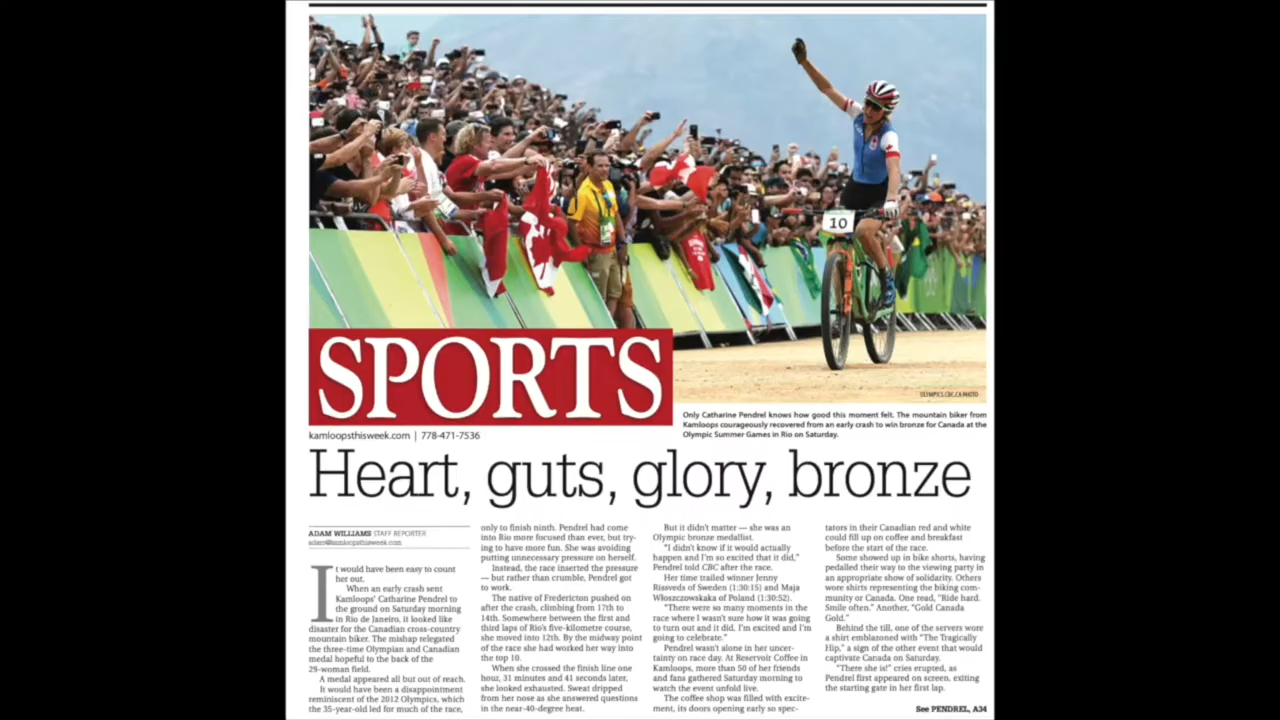 10
OLYMPICS.CBC.CA PHOTO
SPORTS
Only Catharine Pendrel knows how good this moment felt. The mountain biker from
Kamloops courageously recovered from an early crash to win bronze for Canada at the
Olympic Summer Games in Rio on Saturday.
kamloopsthisweek.com | 778-471-7536
Heart, guts, glory, bronze
ADAM WILLIAMS STAFF REPORTER
adam@kamloopsthisweek.com
It would have been easy to count
her out.
When an early crash sent
Kamloops' Catharine Pendrel to
the ground on Saturday morning
in Rio de Janeiro, it looked like
disaster for the Canadian cross-country
mountain biker. The mishap relegated
the three-time Olympian and Canadian
medal hopeful to the back of the
29-woman field.
A medal appeared all but out of reach.
It would have been a disappointment
reminiscent of the 2012 Olympics, which
the 35-year-old led for much of the race,
only to finish ninth. Pendrel had come
into Rio more focused than ever, but try-
ing to have more fun. She was avoiding
putting unnecessary pressure on herself.
Instead, the race inserted the pressure
— but rather than crumble, Pendrel got
to work.
The native of Fredericton pushed on
after the crash, climbing from 17th to
14th. Somewhere between the first and
third laps of Rio's five-kilometre course,
she moved into 12th. By the midway point
of the race she had worked her way into
the top 10.
When she crossed the finish line one
hour, 31 minutes and 41 seconds later,
she looked exhausted. Sweat dripped
from her nose as she answered questions
in the near-40-degree heat.
But it didn't matter — she was an
Olympic bronze medallist.
"I didn't know if it would actually
happen and I'm so excited that it did,"
Pendrel told CBC after the race.
Her time trailed winner Jenny
Rissveds of Sweden (1:30:15) and Maja
Włoszczowska of Poland (1:30:52).
"There were so many moments in the
race where I wasn't sure how it was going
to turn out and it did. I'm excited and I'm
going to celebrate."
Pendrel wasn't alone in her uncer-
tainty on race day. At Reservoir Coffee in
Kamloops, more than 50 of her friends
and fans gathered Saturday morning to
watch the event unfold live.
The coffee shop was filled with excite-
ment, its doors opening early so spec-
tators in their Canadian red and white
could fill up on coffee and breakfast
before the start of the race.
Some showed up in bike shorts, having
pedalled their way to the viewing party in
an appropriate show of solidarity. Others
wore shirts representing the biking com-
munity or Canada. One read, "Ride hard.
Smile often." Another, "Gold Canada
Gold."
Behind the till, one of the servers wore
a shirt emblazoned with "The Tragically
Hip," a sign of the other event that would
captivate Canada on Saturday.
"There she is!" cries erupted, as
Pendrel first appeared on screen, exiting
the starting gate in her first lap.
See PENDREL, A34